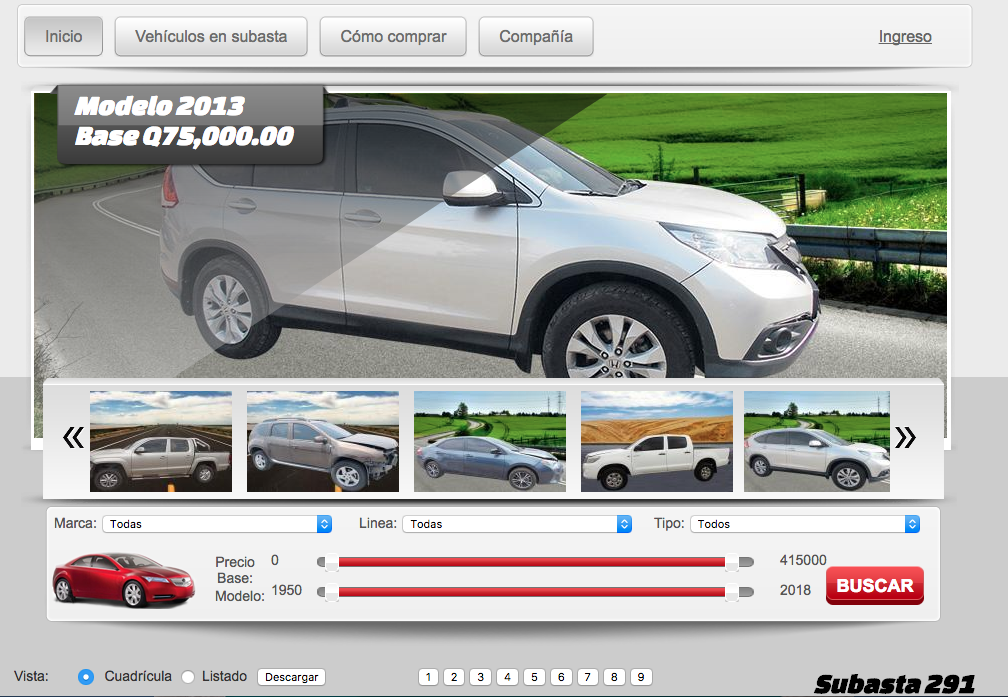 Inicio Vehículos en subasta Cómo comprar Compañía Ingreso
Modelo 2013
Base Q75,000.00
« »
Marca: Todas Linea: Todas Tipo: Todos
Precio Base: 0 415000
Modelo: 1950 2018
BUSCAR
Vista: Cuadrícula Listado Descargar 1 2 3 4 5 6 7 8 9
Subasta 291